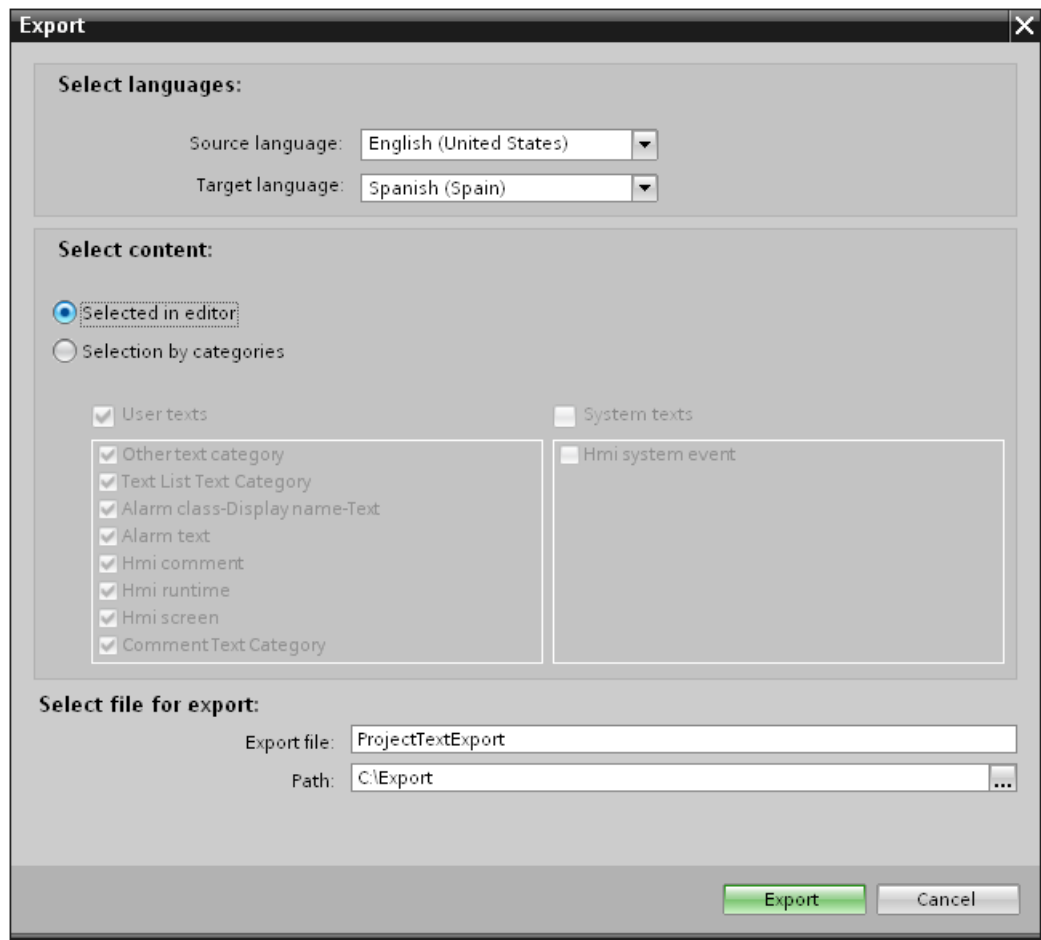 Export
Select languages:
Source language: English (United States)
Target language: Spanish (Spain)
Select content:
Selected in editor
Selection by categories
User texts
Other text category
Text List Text Category
Alarm class-Display name-Text
Alarm text
Hmi comment
Hmi runtime
Hmi screen
Comment Text Category
System texts
Hmi system event
Select file for export:
Export file: ProjectTextExport
Path: C:\Export
...
Export Cancel